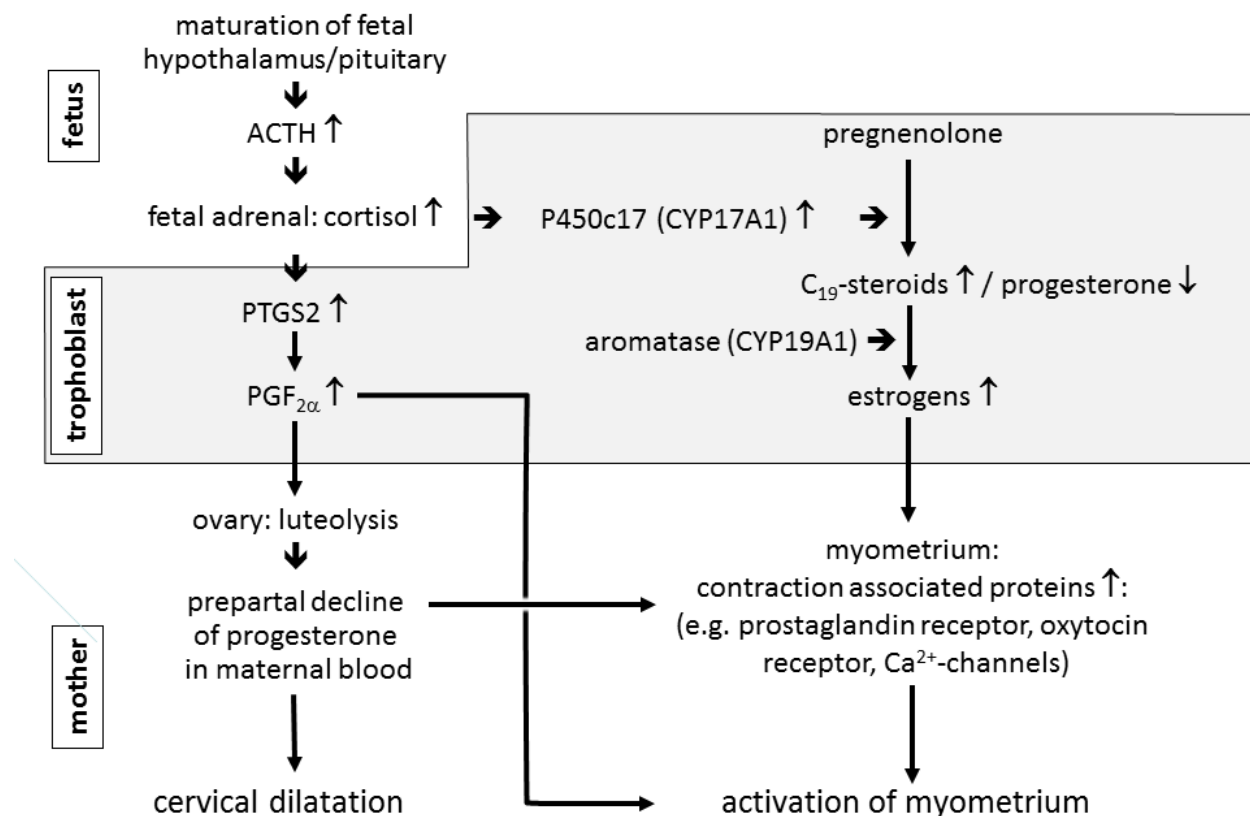 maturation of fetal
hypothalamus/pituitary
fetus
ACTH ↑
pregnenolone
fetal adrenal: cortisol ↑
P450c17 (CYP17A1) ↑
trophoblast
C₁₉-steroids ↑ / progesterone ↓
PTGS2 ↑
aromatase (CYP19A1)
PGF₂α ↑
estrogens ↑
mother
ovary: luteolysis
prepartal decline
of progesterone
in maternal blood
myometrium:
contraction associated proteins ↑:
(e.g. prostaglandin receptor, oxytocin
receptor, Ca²⁺-channels)
cervical dilatation
activation of myometrium